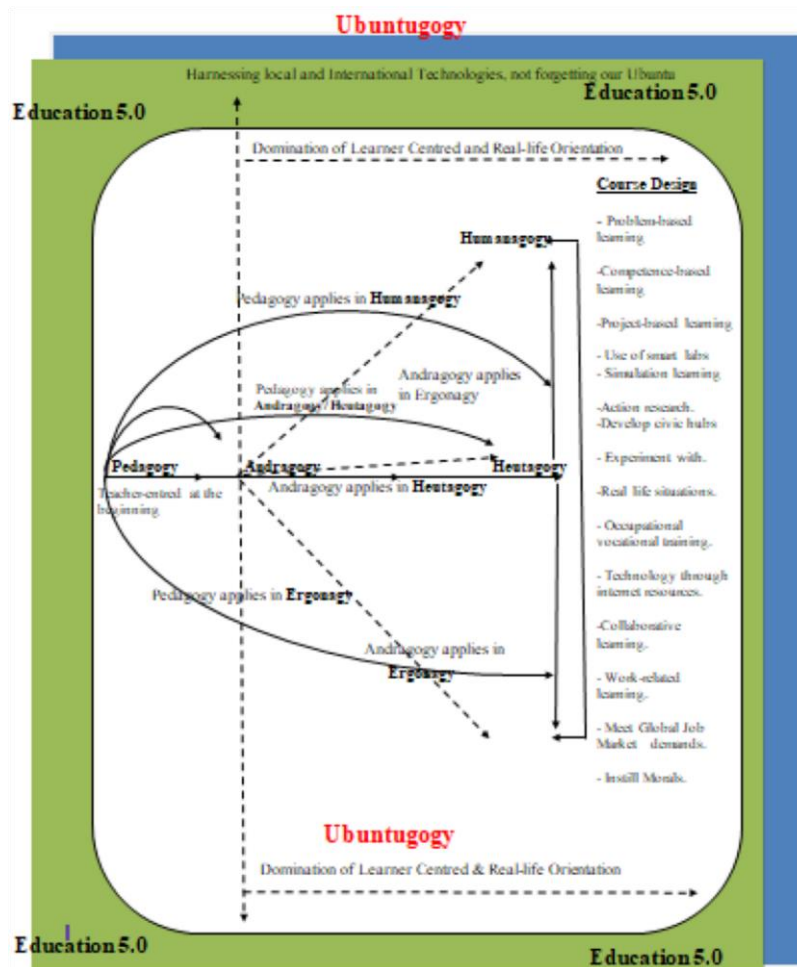 Ubuntugogy
Harnessing local and International Technologies, not forgetting our Ubuntu
Education 5.0
Education 5.0
Domination of Learner Centred and Real-life Orientation
Course Design
- Problem-based
learning
-Competence-based
learning
-Project-based learning
- Use of smart labs
- Simulation learning
-Action research.
-Develop civic hubs
- Experiment with.
-Real life situations.
- Occupational
vocational training.
- Technology through
internet resources.
-Collaborative
learning.
- Work-related
learning.
- Meet Global Job
Market demands.
- Instill Morals.
Humanagogy
Pedagogy applies in Humanagogy
Andragogy applies
in Ergonagy
Pedagogy applies in
Andragogy/Heutagogy
Pedagogy
Andragogy
Heutagogy
Teacher-entred at the
beginning
Andragogy applies in Heutagogy
Pedagogy applies in Ergonagy
Andragogy applies in
Ergonagy
Ubuntugogy
Domination of Learner Centred & Real-life Orientation
Education 5.0
Education 5.0